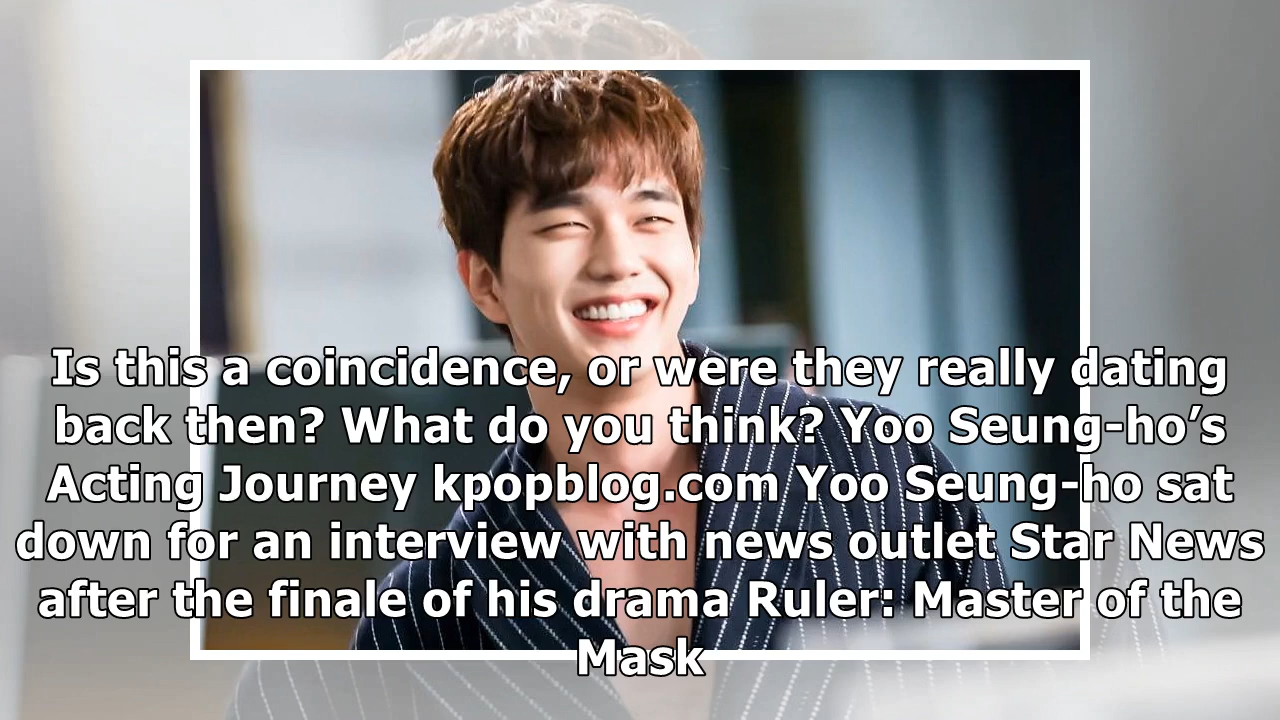 Is this a coincidence, or were they really dating
back then? What do you think? Yoo Seung-ho’s
Acting Journey kpopblog.com Yoo Seung-ho sat
down for an interview with news outlet Star News
after the finale of his drama Ruler: Master of the
Mask